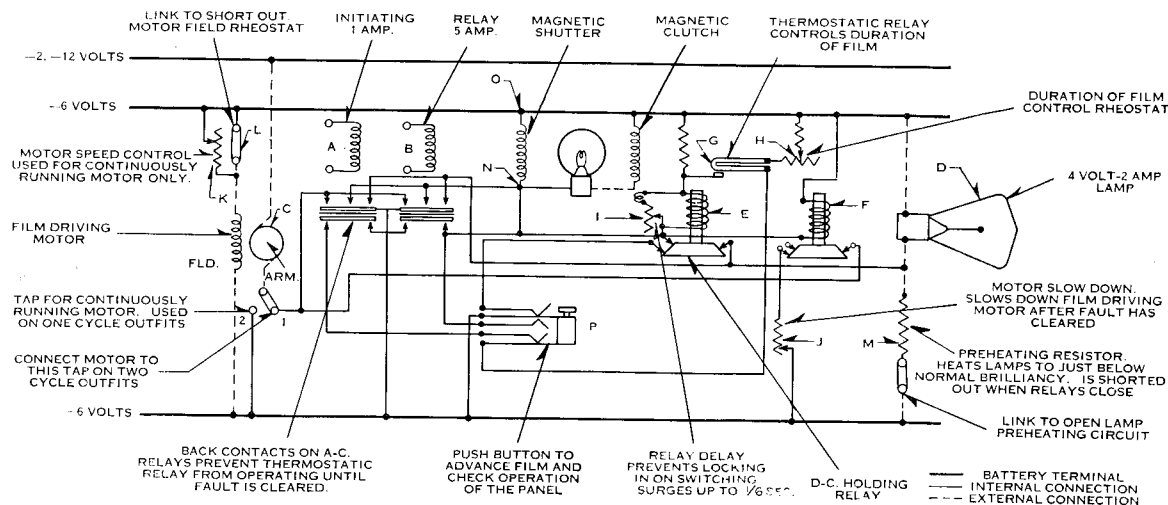 LINK TO SHORT OUT.
MOTOR FIELD RHEOSTAT
INITIATING
1 AMP.
RELAY
5 AMP.
MAGNETIC
SHUTTER
MAGNETIC
CLUTCH
THERMOSTATIC RELAY
CONTROLS DURATION
OF FILM
-2, -12 VOLTS
O
-6 VOLTS
DURATION OF FILM
CONTROL RHEOSTAT
L
A
B
G
H
D
4 VOLT-2 AMP
LAMP
MOTOR SPEED CONTROL
USED FOR CONTINUOUSLY
RUNNING MOTOR ONLY.
K
N
C
I
E
F
FILM DRIVING
MOTOR
FLD.
ARM.
TAP FOR CONTINUOUSLY
RUNNING MOTOR. USED
ON ONE CYCLE OUTFITS
2
1
P
J
M
MOTOR SLOW DOWN.
SLOWS DOWN FILM DRIVING
MOTOR AFTER FAULT HAS
CLEARED
CONNECT MOTOR TO
THIS TAP ON TWO
CYCLE OUTFITS
PREHEATING RESISTOR.
HEATS LAMPS TO JUST BELOW
NORMAL BRILLIANCY. IS SHORTED
OUT WHEN RELAYS CLOSE
-6 VOLTS
LINK TO OPEN LAMP
PREHEATING CIRCUIT
BACK CONTACTS ON A-C.
RELAYS PREVENT THERMOSTATIC
RELAY FROM OPERATING UNTIL
FAULT IS CLEARED.
PUSH BUTTON TO
ADVANCE FILM AND
CHECK OPERATION
OF THE PANEL
RELAY DELAY
PREVENTS LOCKING
IN ON SWITCHING
SURGES UP TO 1/6 SEC.
D-C. HOLDING
RELAY
BATTERY TERMINAL
INTERNAL CONNECTION
EXTERNAL CONNECTION